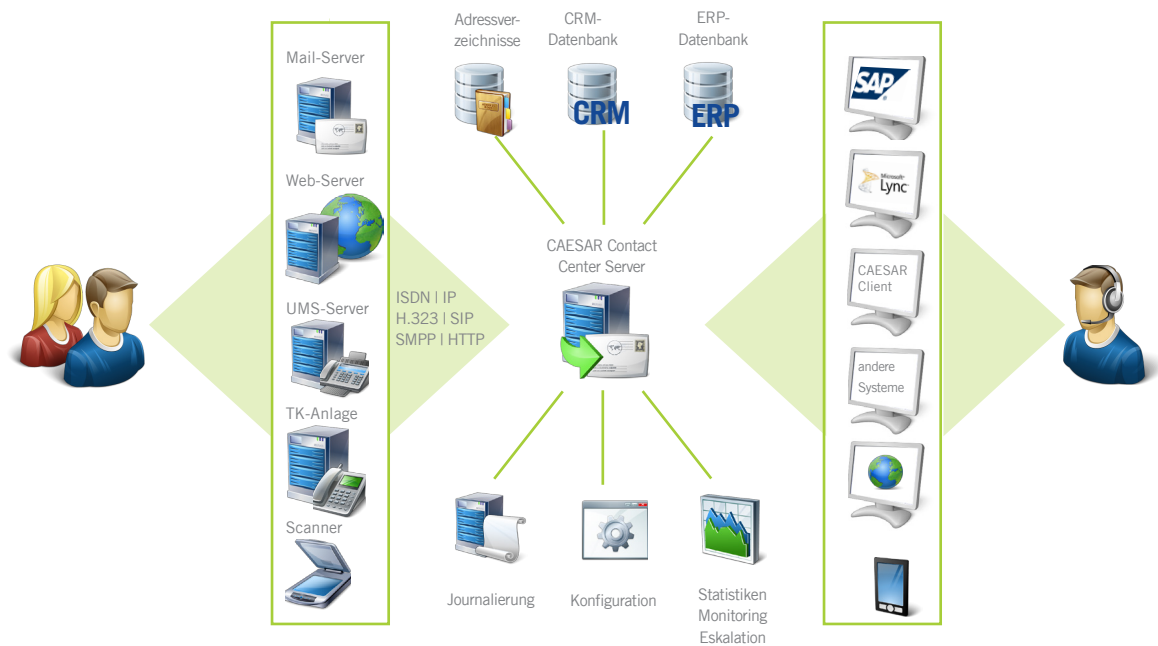 Adressver-
zeichnisse
CRM-
Datenbank
ERP-
Datenbank
CRM
ERP
Mail-Server
Web-Server
UMS-Server
TK-Anlage
Scanner
ISDN | IP
H.323 | SIP
SMPP | HTTP
CAESAR Contact
Center Server
Journalierung
Konfiguration
Statistiken
Monitoring
Eskalation
SAP
Microsoft
Lync
CAESAR
Client
andere
Systeme